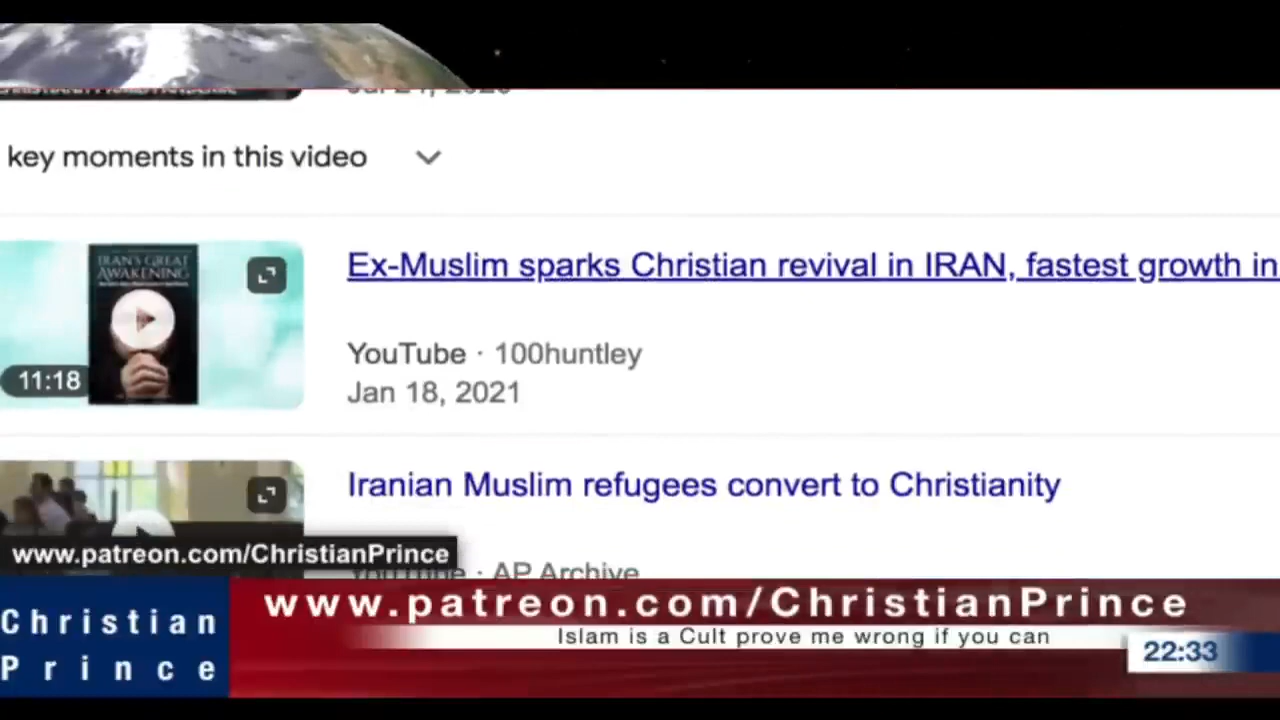 key moments in this video
IRAN'S GREAT
AWAKENING
11:18
Ex-Muslim sparks Christian revival in IRAN, fastest growth in
YouTube · 100huntley
Jan 18, 2021
Iranian Muslim refugees convert to Christianity
www.patreon.com/ChristianPrince
YouTube · AP Archive
Christian
Prince
www.patreon.com/ChristianPrince
Islam is a Cult prove me wrong if you can
22:33